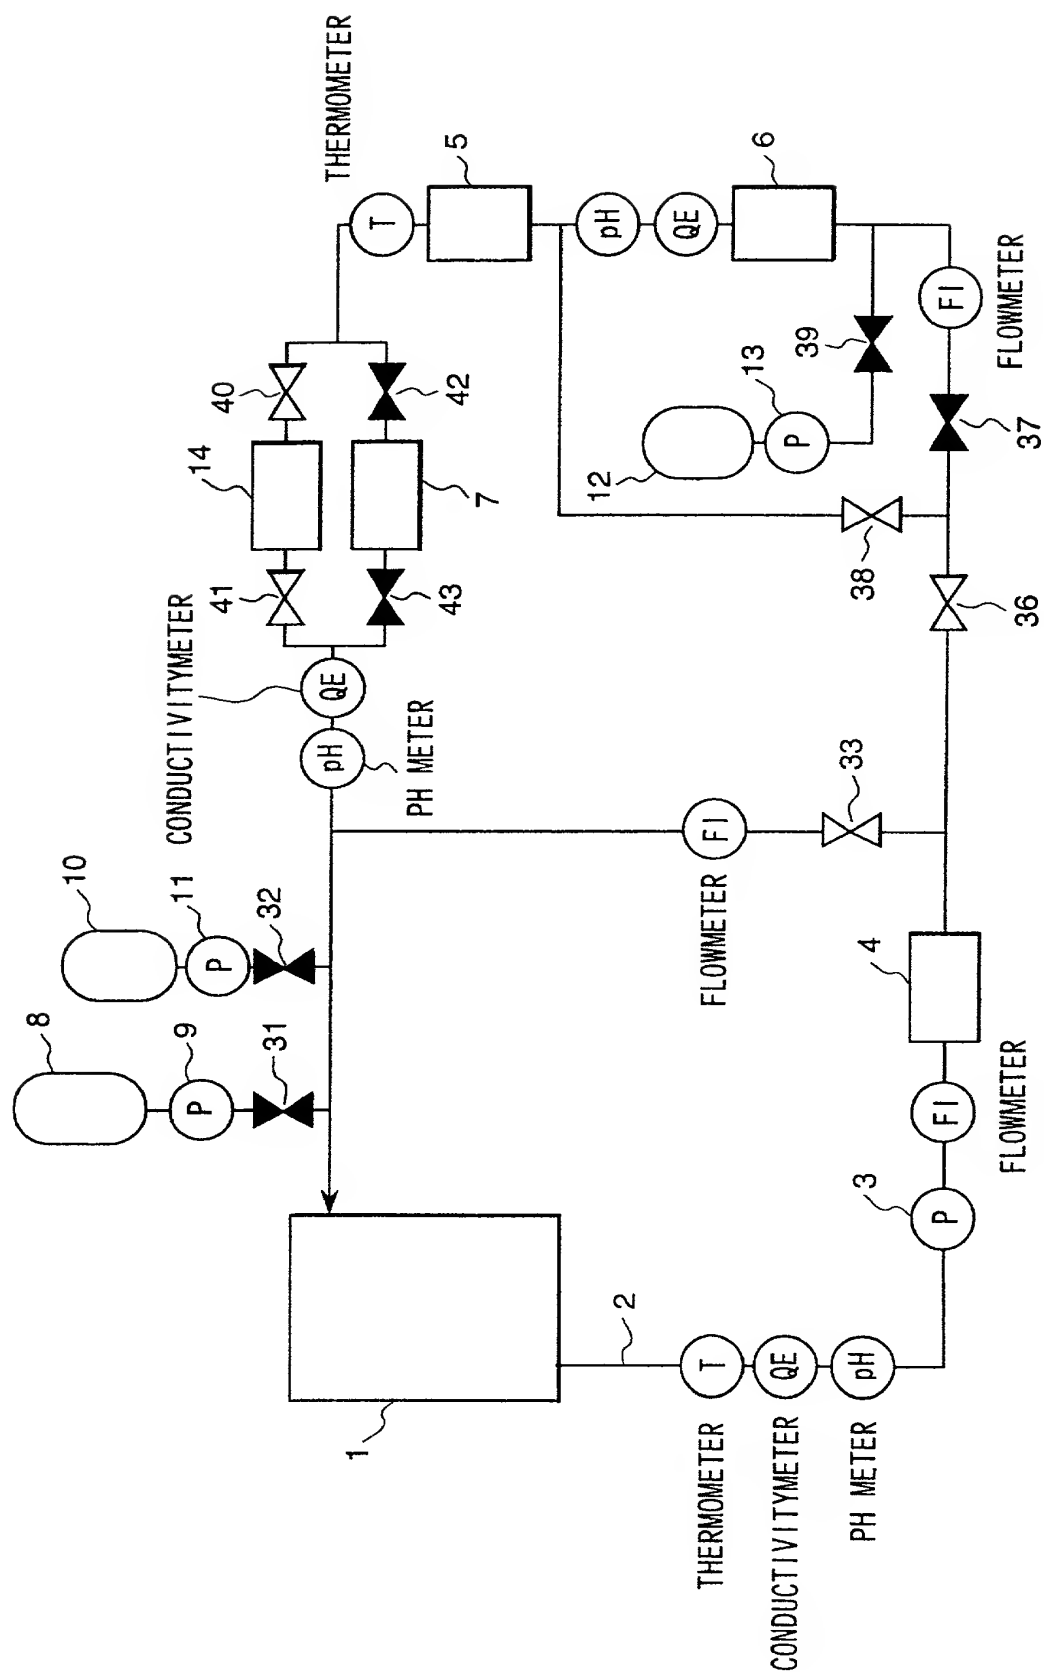 8
10
9
11
CONDUCTIVITYMETER
14
P
P
41
40
31
32
pH
QE
THERMOMETER
1
T
PH METER
43
42
5
7
12
pH
2
QE
THERMOMETER
T
FLOWMETER
FI
13
6
CONDUCTIVITYMETER
QE
P
39
PH METER
pH
3
33
38
4
P
FI
FI
FLOWMETER
36
37
FLOWMETER